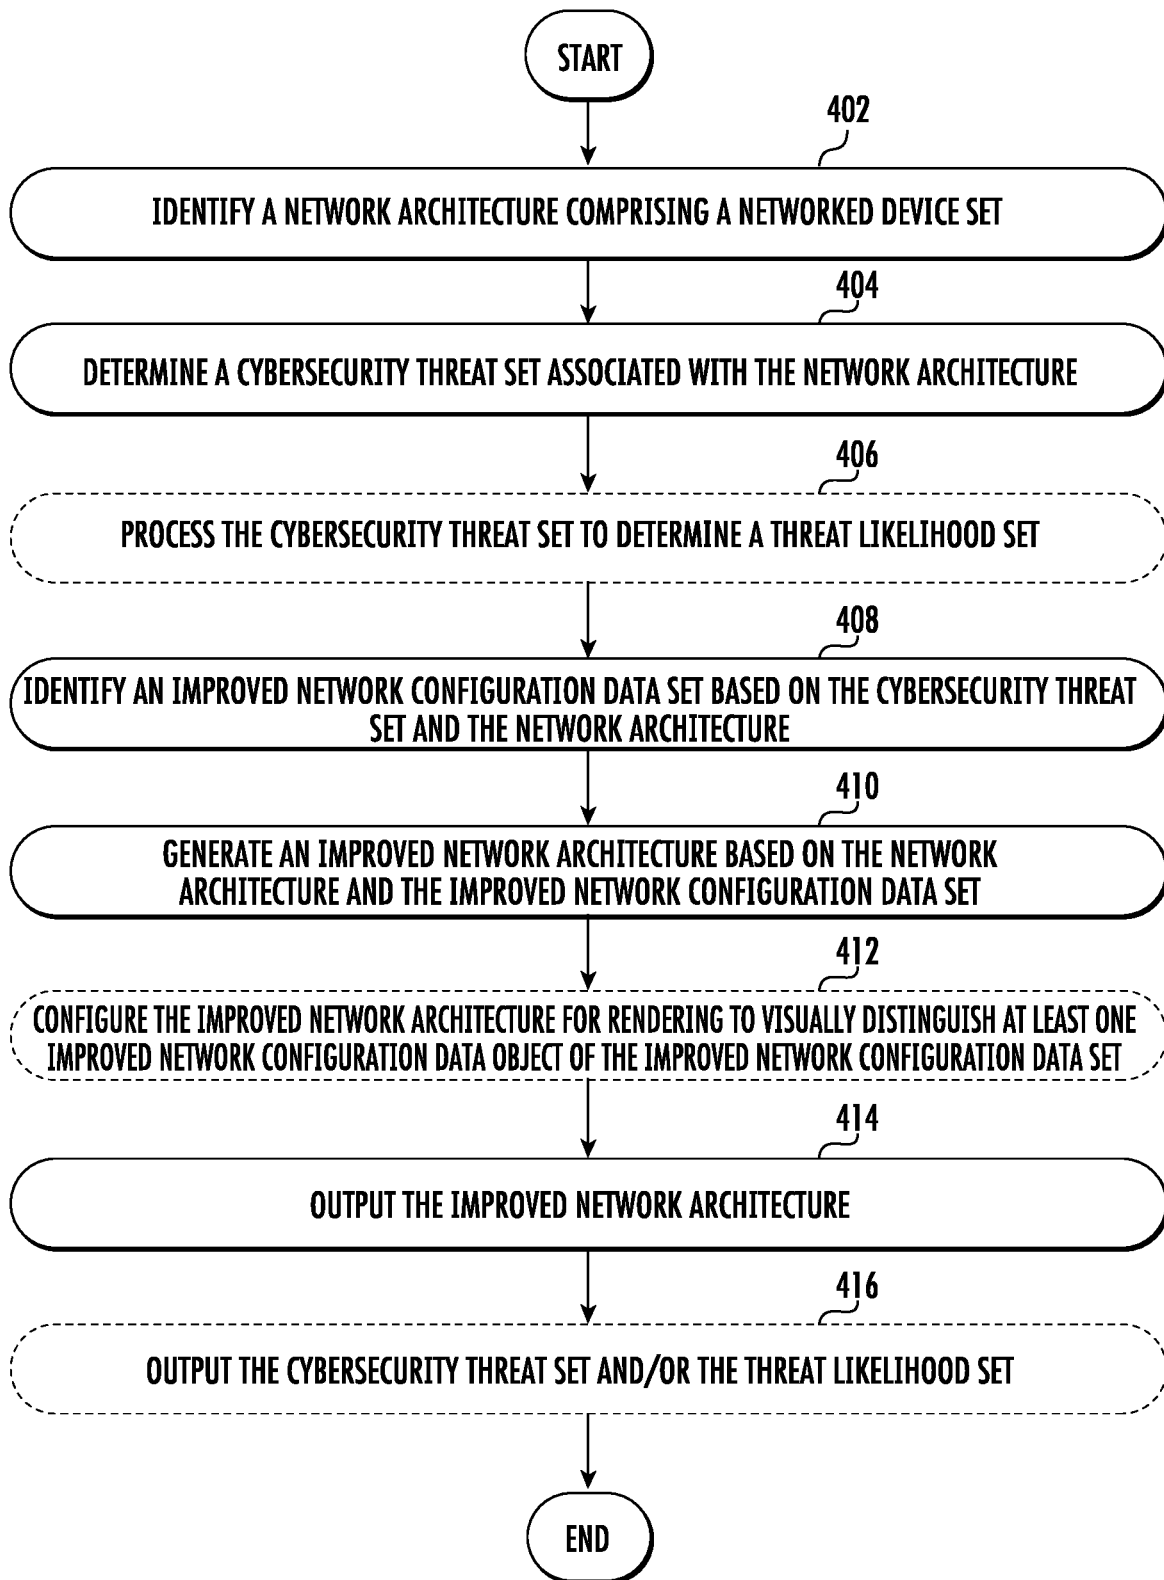 START
402
IDENTIFY A NETWORK ARCHITECTURE COMPRISING A NETWORKED DEVICE SET
404
DETERMINE A CYBERSECURITY THREAT SET ASSOCIATED WITH THE NETWORK ARCHITECTURE
406
PROCESS THE CYBERSECURITY THREAT SET TO DETERMINE A THREAT LIKELIHOOD SET
408
IDENTIFY AN IMPROVED NETWORK CONFIGURATION DATA SET BASED ON THE CYBERSECURITY THREAT
SET AND THE NETWORK ARCHITECTURE
410
GENERATE AN IMPROVED NETWORK ARCHITECTURE BASED ON THE NETWORK
ARCHITECTURE AND THE IMPROVED NETWORK CONFIGURATION DATA SET
412
CONFIGURE THE IMPROVED NETWORK ARCHITECTURE FOR RENDERING TO VISUALLY DISTINGUISH AT LEAST ONE
IMPROVED NETWORK CONFIGURATION DATA OBJECT OF THE IMPROVED NETWORK CONFIGURATION DATA SET
414
OUTPUT THE IMPROVED NETWORK ARCHITECTURE
416
OUTPUT THE CYBERSECURITY THREAT SET AND/OR THE THREAT LIKELIHOOD SET
END